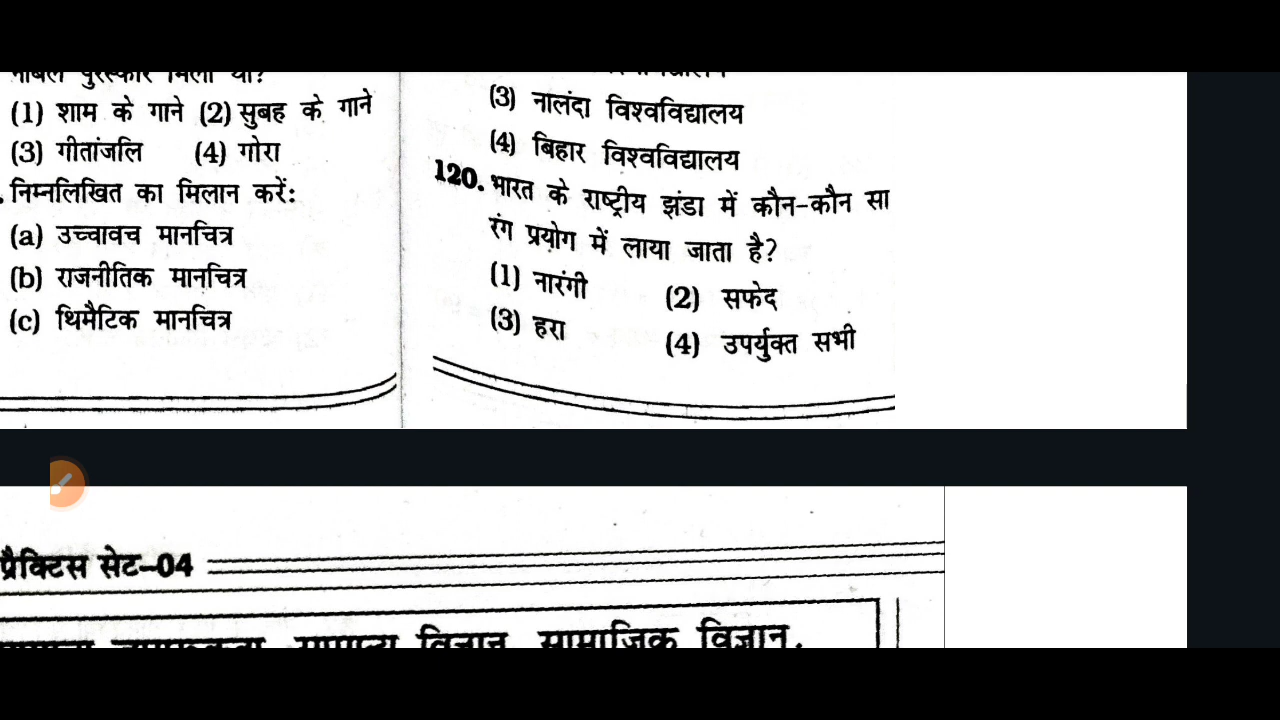 नोबेल पुरस्कार मिला था?
(1) शाम के गाने (2) सुबह के गाने
(3) गीतांजलि (4) गोरा
निम्नलिखित का मिलान करें:
(a) उच्चावच मानचित्र
(b) राजनीतिक मानचित्र
(c) थिमैटिक मानचित्र
(3) नालंदा विश्वविद्यालय
(4) बिहार विश्वविद्यालय
120. भारत के राष्ट्रीय झंडा में कौन-कौन सा
रंग प्रयोग में लाया जाता है?
(1) नारंगी (2) सफेद
(3) हरा (4) उपर्युक्त सभी
प्रैक्टिस सेट-04
विज्ञान, सामाजिक विज्ञान,